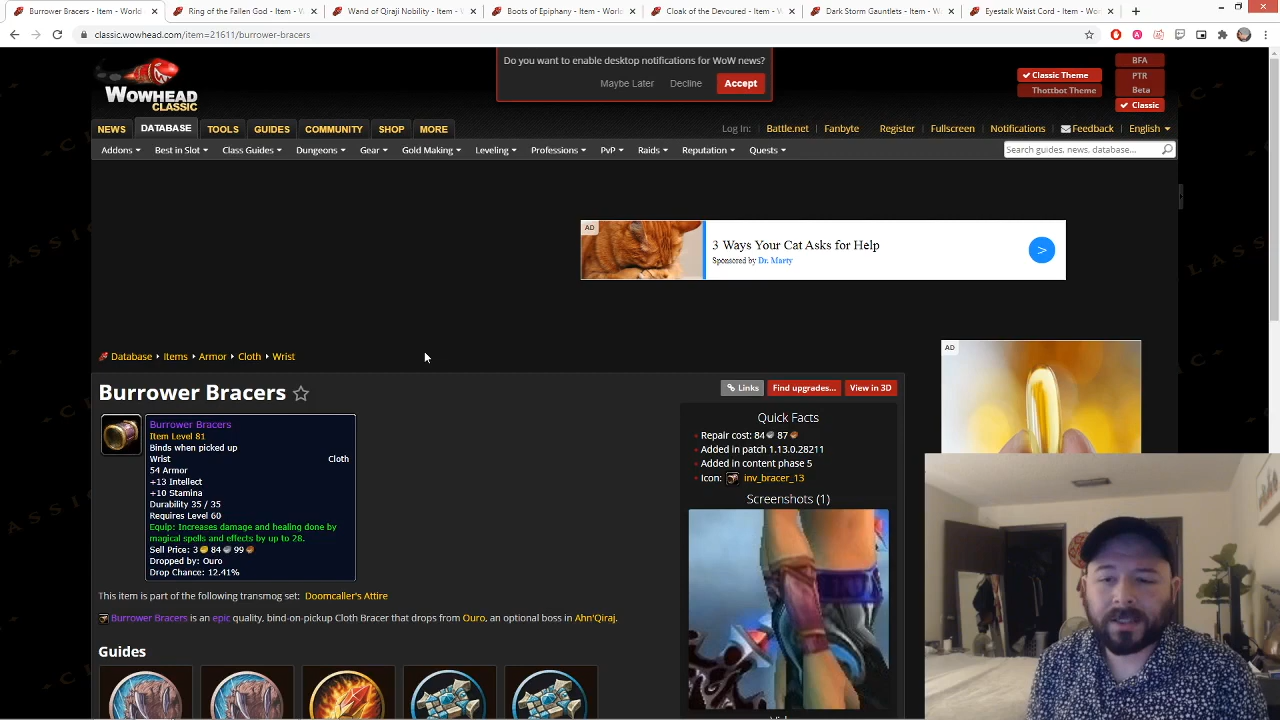 Burrower Bracers - Item - World
Ring of the Fallen God - Item - W
Wand of Qiraji Nobility - Item - W
Boots of Epiphany - Item - World
Cloak of the Devoured - Item - W
Dark Storm Gauntlets - Item - W
Eyestalk Waist Cord - Item - Wo
classic.wowhead.com/item=21611/burrower-bracers
Do you want to enable desktop notifications for WoW news?
Maybe Later
Decline
Accept
Classic Theme
Thottbot Theme
BFA
PTR
Beta
Classic
WOWHEAD
CLASSIC
NEWS
DATABASE
TOOLS
GUIDES
COMMUNITY
SHOP
MORE
Log In:
Battle.net
Fanbyte
Register
Fullscreen
Notifications
Feedback
English
Addons
Best in Slot
Class Guides
Dungeons
Gear
Gold Making
Leveling
Professions
PvP
Raids
Reputation
Quests
Search guides, news, database...
AD
3 Ways Your Cat Asks for Help
Sponsored by Dr. Marty
Database
Items
Armor
Cloth
Wrist
AD
Burrower Bracers
Links
Find upgrades...
View in 3D
Burrower Bracers
Item Level 81
Binds when picked up
Wrist Cloth
54 Armor
+13 Intellect
+10 Stamina
Durability 35 / 35
Requires Level 60
Equip: Increases damage and healing done by
magical spells and effects by up to 28.
Sell Price: 3 84 99
Dropped by: Ouro
Drop Chance: 12.41%
Quick Facts
Repair cost: 84 87
Added in patch 1.13.0.28211
Added in content phase 5
Icon: inv_bracer_13
Screenshots (1)
This item is part of the following transmog set: Doomcaller's Attire
Burrower Bracers is an epic quality, bind-on-pickup Cloth Bracer that drops from Ouro, an optional boss in Ahn'Qiraj.
Guides